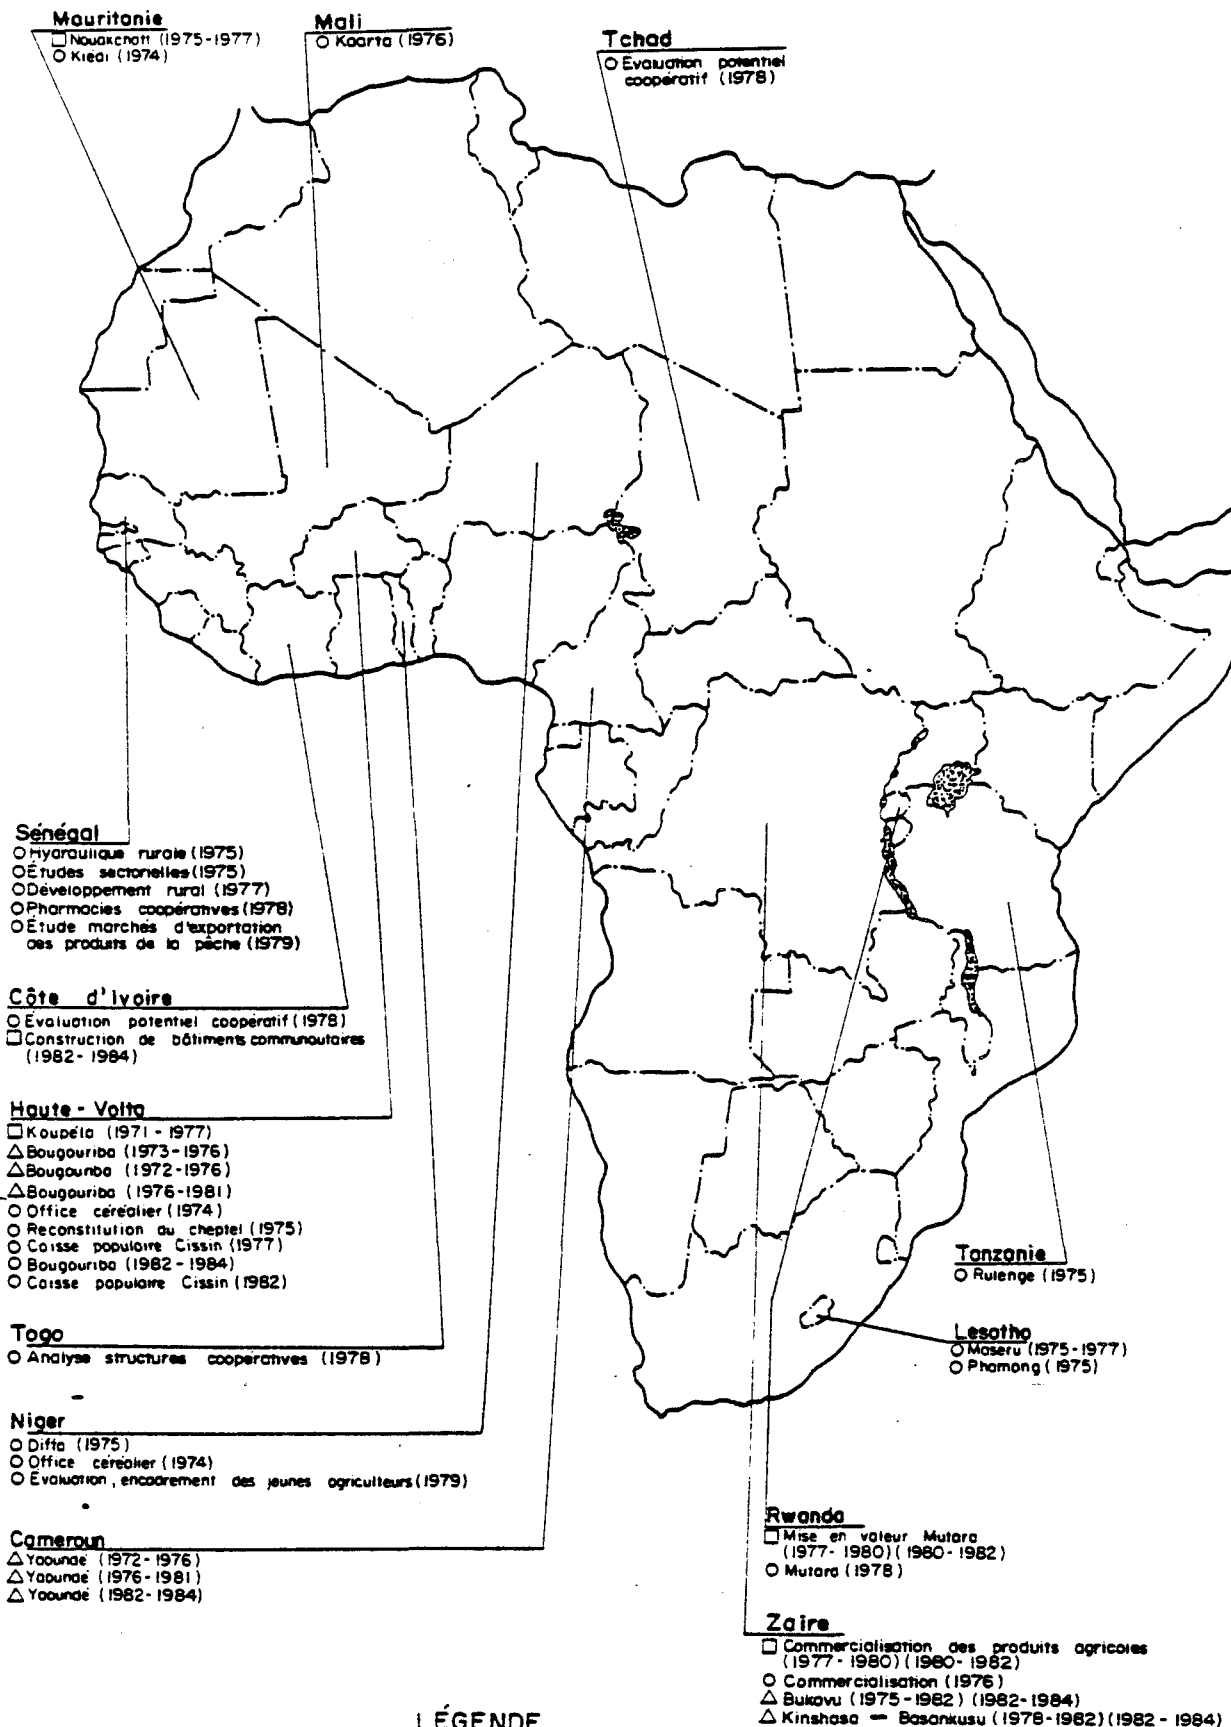 Mauritanie
□ Nouakchott (1975-1977)
○ Kiédi (1974)
Mali
○ Kaarta (1976)
Tchad
○ Évaluation potentiel
coopératif (1978)
Sénégal
○ Hydraulique rurale (1975)
○ Études sectorielles (1975)
○ Développement rural (1977)
○ Pharmacies coopératives (1978)
○ Étude marchés d'exportation
des produits de la pêche (1979)
Côte d'Ivoire
○ Évaluation potentiel coopératif (1978)
□ Construction de bâtiments communoutaires
(1982-1984)
Haute-Volta
□ Koupéla (1971-1977)
△ Bougouriba (1973-1976)
△ Bougouriba (1972-1976)
△ Bougouriba (1976-1981)
○ Office céréalier (1974)
○ Reconstitution du cheptel (1975)
○ Caisse populaire Cissin (1977)
○ Bougouriba (1982-1984)
○ Caisse populaire Cissin (1982)
Togo
○ Analyse structures coopératives (1978)
Niger
○ Diffa (1975)
○ Office céréalier (1974)
○ Évaluation, encadrement des jeunes agriculteurs (1979)
Cameroun
△ Yaoundé (1972-1976)
△ Yaoundé (1976-1981)
△ Yaoundé (1982-1984)
Tanzanie
○ Rulenge (1975)
Lesotho
○ Maseru (1975-1977)
○ Phamong (1975)
Rwanda
□ Mise en valeur Mutara
(1977-1980) (1980-1982)
○ Mutara (1978)
Zaïre
□ Commercialisation des produits agricoles
(1977-1980) (1980-1982)
○ Commercialisation (1976)
△ Bukavu (1975-1982) (1982-1984)
△ Kinshasa - Basankusu (1978-1982) (1982-1984)
LÉGENDE